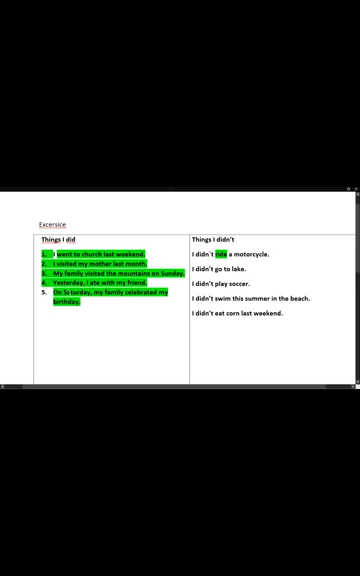 Excersice
Things I did
1. I went to church last weekend.
2. I visited my mother last month.
3. My family visited the mountains on Sunday.
4. Yesterday, I ate with my friend.
5. On Saturday, my family celebrated my
birthday.
Things I didn't
I didn't ride a motorcycle.
I didn't go to lake.
I didn't play soccer.
I didn't swim this summer in the beach.
I didn't eat corn last weekend.